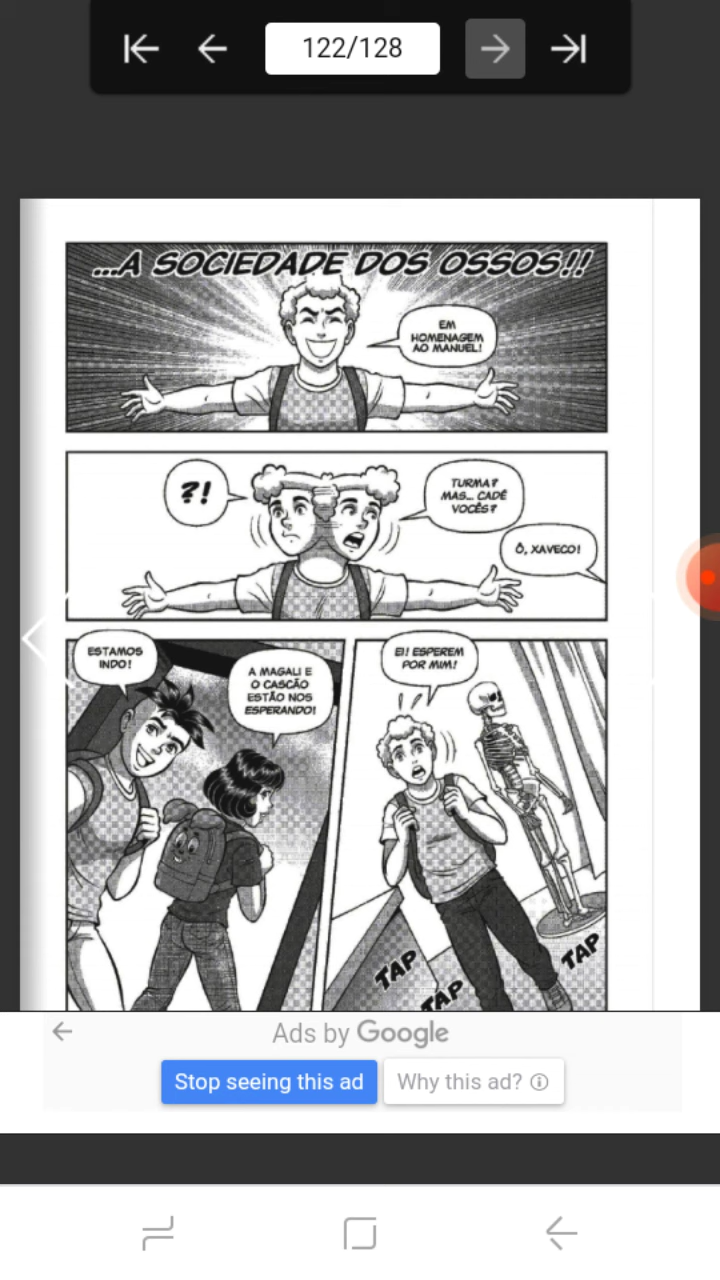 122/128
...A SOCIEDADE DOS OSSOS!!
EM
HOMENAGEM
AO MANUEL!
?!
TURMA?
MAS... CADÊ
VOCÊS?
Ô, XAVECO!
ESTAMOS
INDO!
A MAGALI E
O CASCÃO
ESTÃO NOS
ESPERANDO!
EI! ESPEREM
POR MIM!
TAP
TAP
TAP
Ads by Google
Stop seeing this ad
Why this ad?